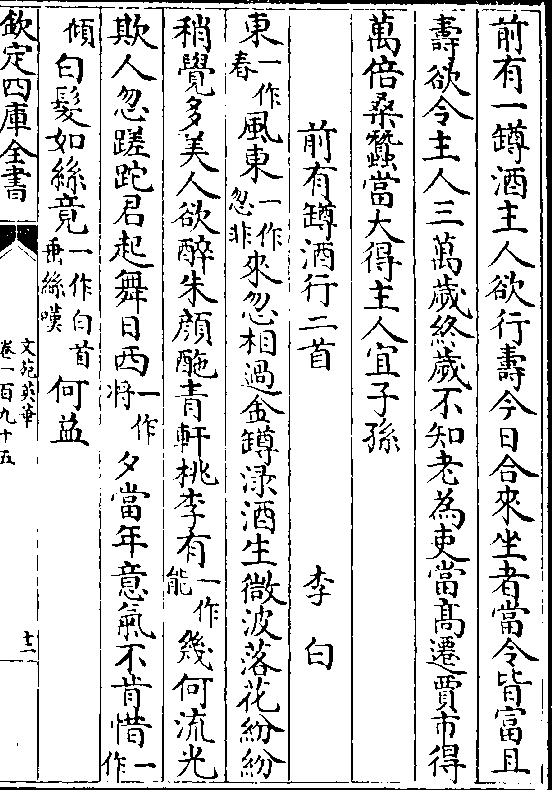 前有一罇酒主人欲行壽今日合來坐者當令皆富且
壽欲令主人三萬歲終歲不知老為吏當高遷賈市得
萬倍桑蠶當大得主人宜子孫
前有罇酒行二首 李白
東一作春風東一作忽非來忽相過金罇渌酒生微波落花紛紛
稍覺多美人欲醉朱顔酡青軒桃李有一作能幾何流光
欺人忽蹉跎君起舞日西一作将夕當年意氣不肯惜一作
傾白髮如絲竟一作白首垂絲嘆何益
欽定四庫全書
文苑英華
卷一百九十五
十二